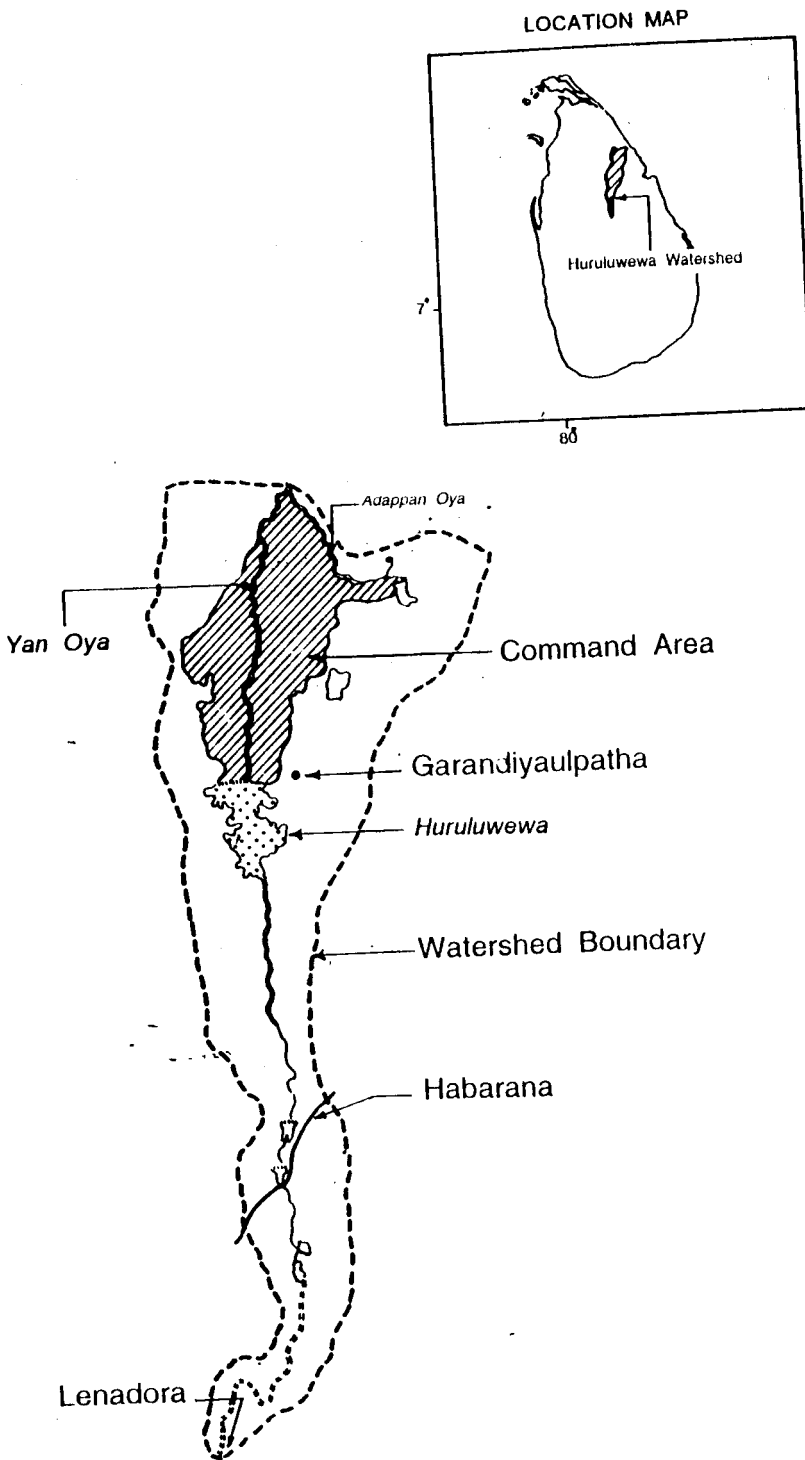 LOCATION MAP
Huruluwewa Watershed
7°
80°
Adappan Oya
Yan Oya
Command Area
Garandiyaulpatha
Huruluwewa
Watershed Boundary
Habarana
Lenadora